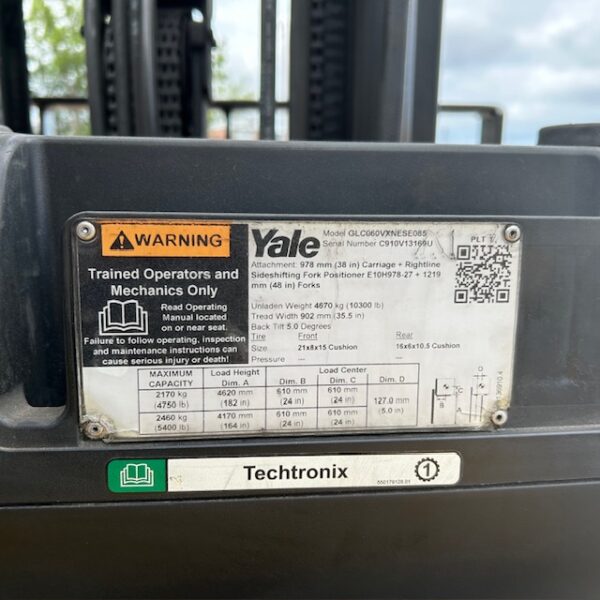 WARNING
Trained Operators and
Mechanics Only
Read Operating
Manual located
on or near seat.
Failure to follow operating, inspection
and maintenance instructions can
cause serious injury or death!
Yale
Model GLC060VXNESE085
Serial Number C910V13169U
PLT 1
Attachment: 978 mm (38 in) Carriage + Rightline
Sideshifting Fork Positioner E10H978-27 + 1219
mm (48 in) Forks
Unladen Weight 4670 kg (10300 lb)
Tread Width 902 mm (35.5 in)
Back Tilt 5.0 Degrees
Tire Front Rear
Size 21x8x15 Cushion 16x6x10.5 Cushion
Pressure --- ---
MAXIMUM CAPACITY Load Height Dim. A Load Center Dim. B Dim. C Dim. D
2170 kg 4620 mm 610 mm 610 mm
(4750 lb) (182 in) (24 in) (24 in)
127.0 mm
(5.0 in)
2460 kg 4170 mm 610 mm 610 mm
(5400 lb) (164 in) (24 in) (24 in)
D
C
B
A
Techtronix
1